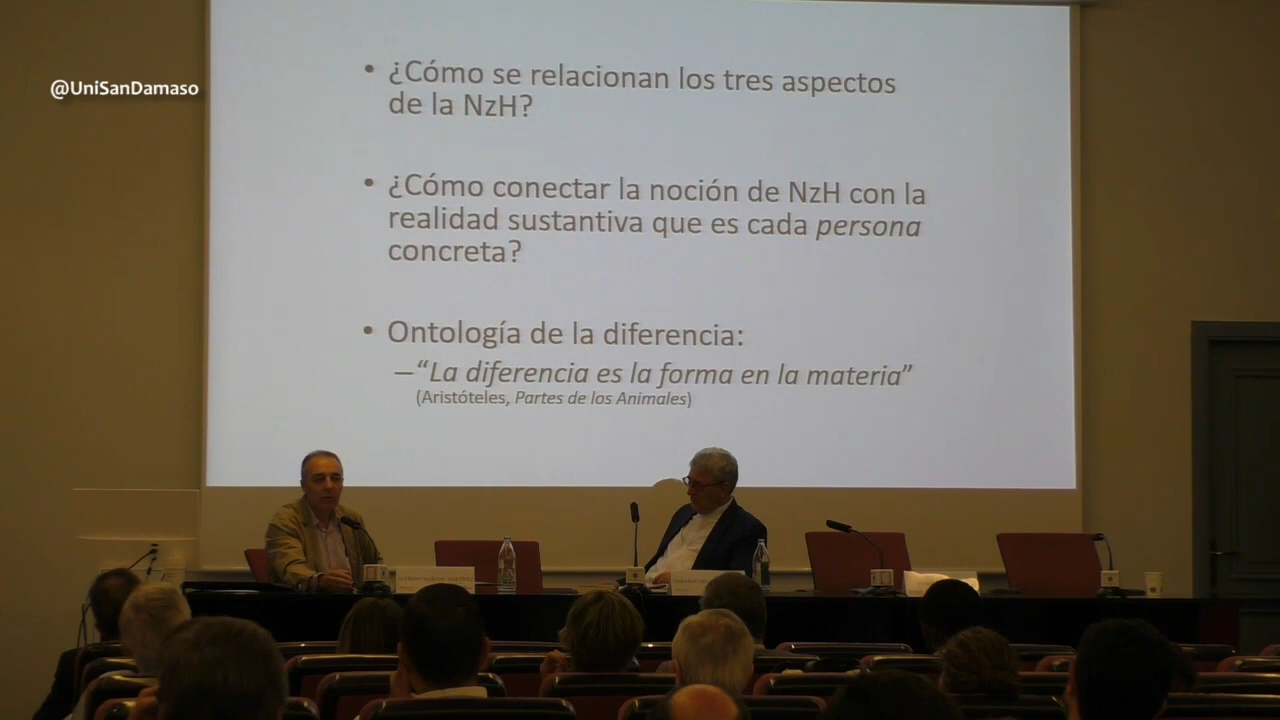 @UniSanDamaso
• ¿Cómo se relacionan los tres aspectos
de la NzH?
• ¿Cómo conectar la noción de NzH con la
realidad sustantiva que es cada persona
concreta?
• Ontología de la diferencia:
–“La diferencia es la forma en la materia”
(Aristóteles, Partes de los Animales)